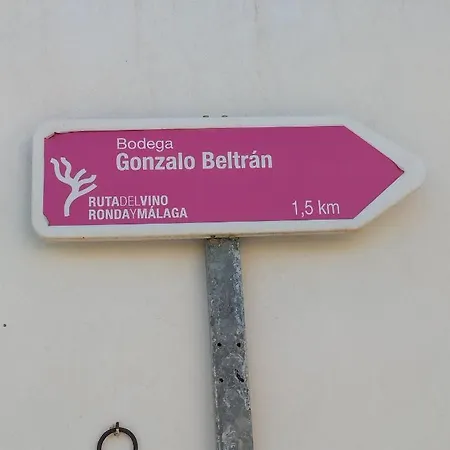 Bodega
Gonzalo Beltrán
RUTADELVINO
RONDAYMÁLAGA
1,5 km